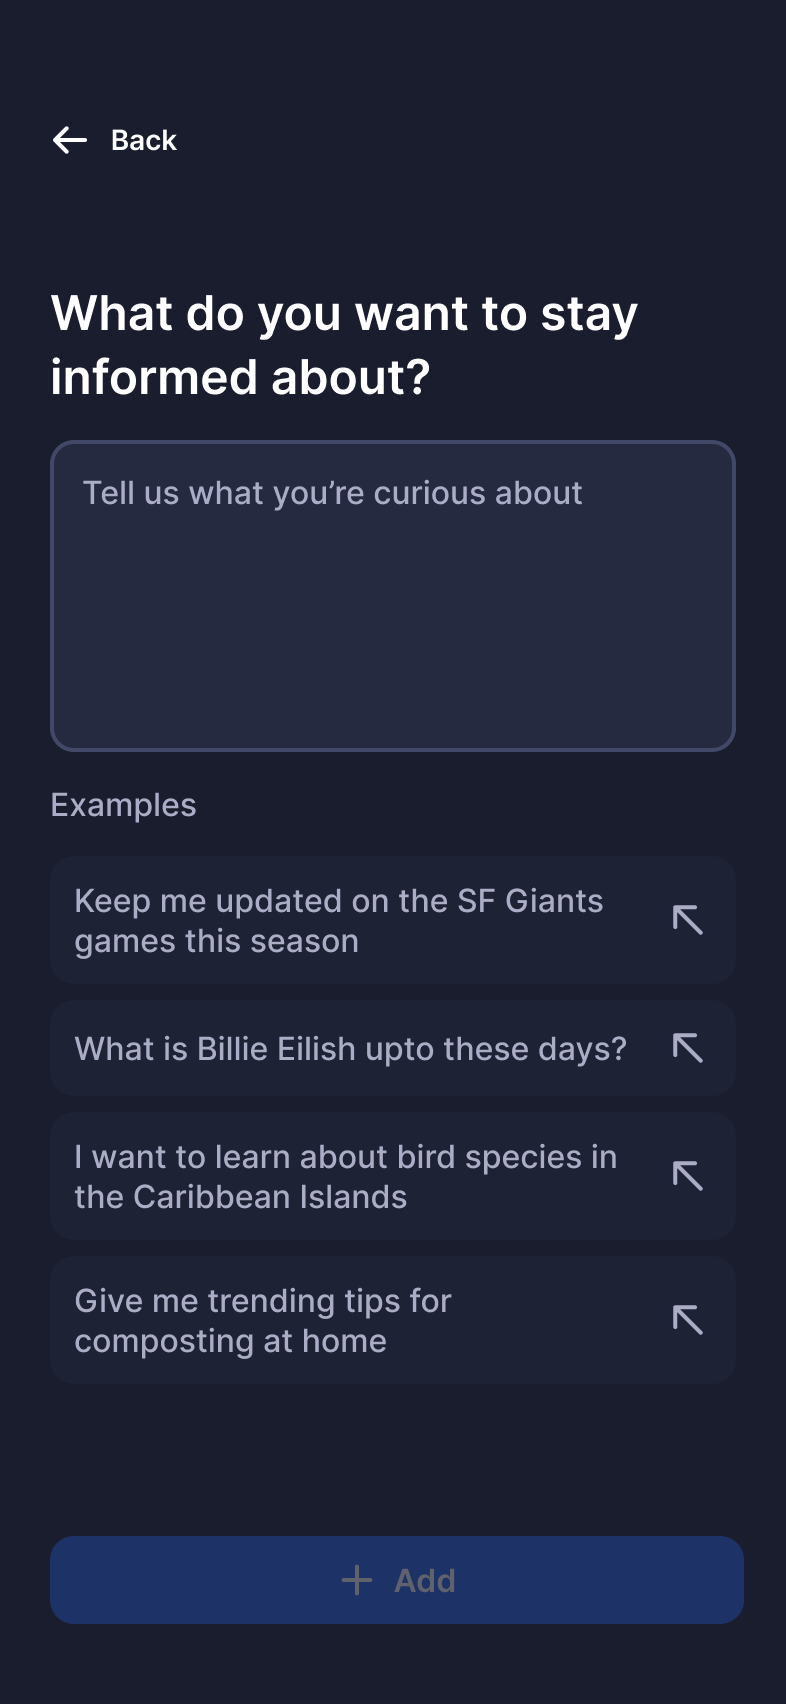 Back
What do you want to stay
informed about?
Tell us what you’re curious about
Examples
Keep me updated on the SF Giants
games this season
What is Billie Eilish upto these days?
I want to learn about bird species in
the Caribbean Islands
Give me trending tips for
composting at home
Add